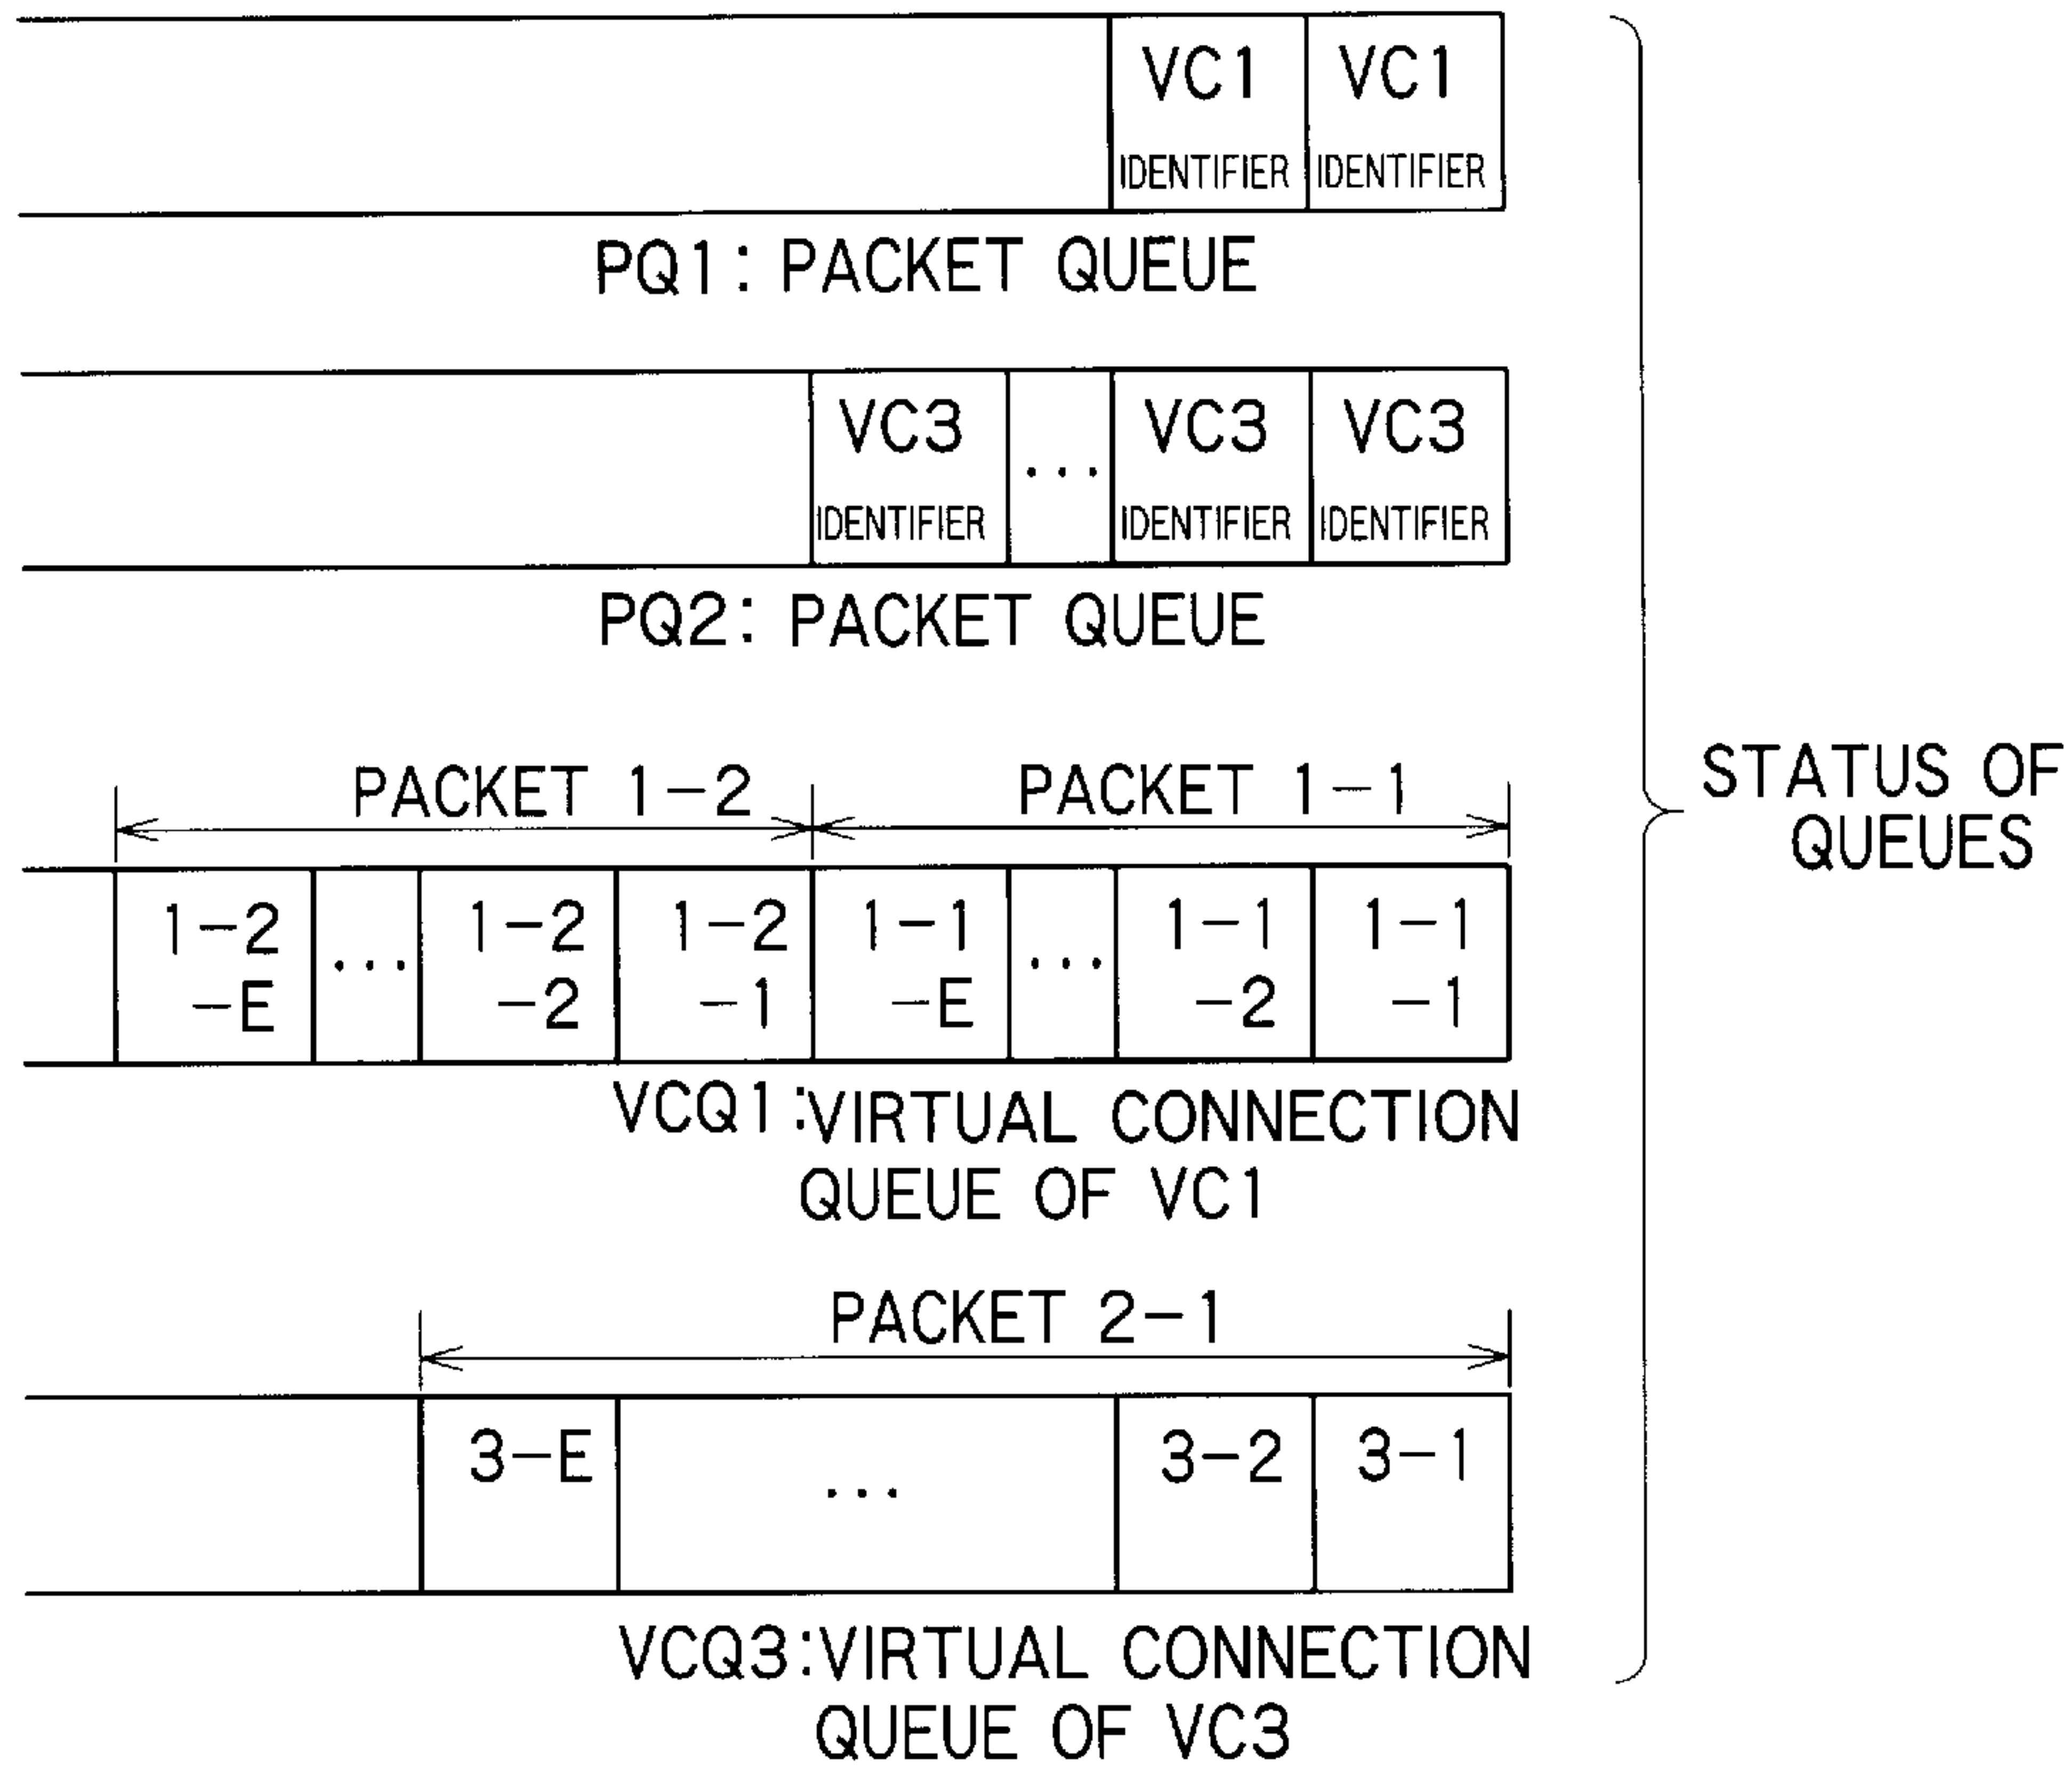 VC1 VC1
IDENTIFIER IDENTIFIER
PQ1: PACKET QUEUE
VC3 ... VC3 VC3
IDENTIFIER IDENTIFIER IDENTIFIER
PQ2: PACKET QUEUE
STATUS OF
QUEUES
PACKET 1-2 PACKET 1-1
1-2 ... 1-2 1-2 1-1 ... 1-1 1-1
-E -2 -1 -E -2 -1
VCQ1:VIRTUAL CONNECTION
QUEUE OF VC1
PACKET 2-1
3-E ... 3-2 3-1
VCQ3:VIRTUAL CONNECTION
QUEUE OF VC3